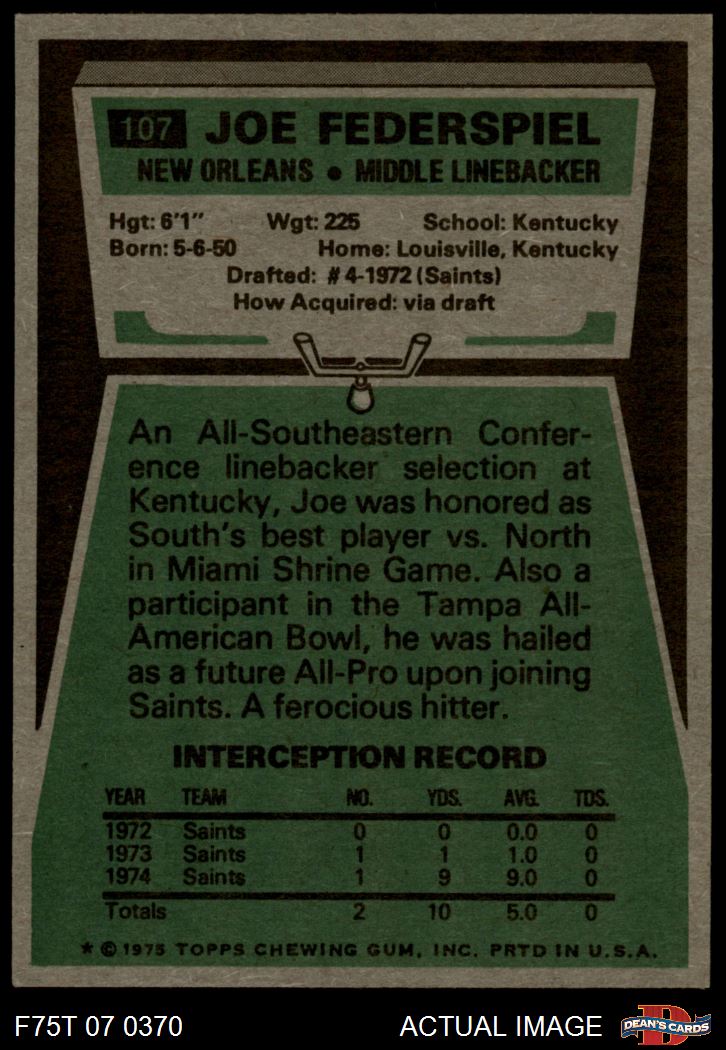 107 JOE FEDERSPIEL
NEW ORLEANS • MIDDLE LINEBACKER
Hgt: 6'1" Wgt: 225 School: Kentucky
Born: 5-6-50 Home: Louisville, Kentucky
Drafted: #4-1972 (Saints)
How Acquired: via draft
An All-Southeastern Confer-
ence linebacker selection at
Kentucky, Joe was honored as
South's best player vs. North
in Miami Shrine Game. Also a
participant in the Tampa All-
American Bowl, he was hailed
as a future All-Pro upon joining
Saints. A ferocious hitter.
INTERCEPTION RECORD
YEAR TEAM NO. YDS. AVG. TDS.
1972 Saints 0 0 0.0 0
1973 Saints 1 1 1.0 0
1974 Saints 1 9 9.0 0
Totals 2 10 5.0 0
* © 1975 TOPPS CHEWING GUM, INC. PRTD IN U.S.A.
F75T 07 0370 ACTUAL IMAGE D DEAN'S CARDS